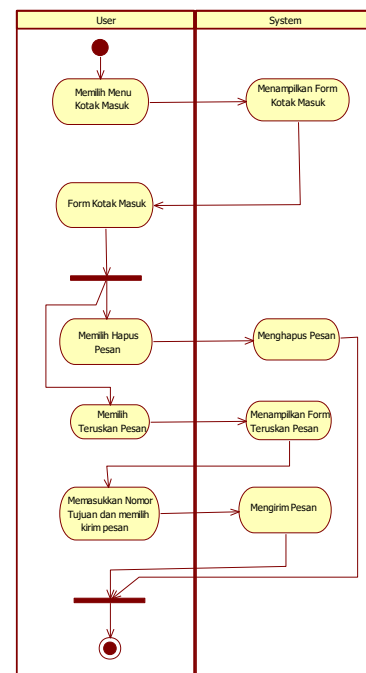 User
System
Memilih Menu
Kotak Masuk
Menampilkan Form
Kotak Masuk
Form Kotak Masuk
Memilih Hapus
Pesan
Menghapus Pesan
Memilih
Teruskan Pesan
Menampilkan Form
Teruskan Pesan
Memasukkan Nomor
Tujuan dan memilih
kirim pesan
Mengirim Pesan